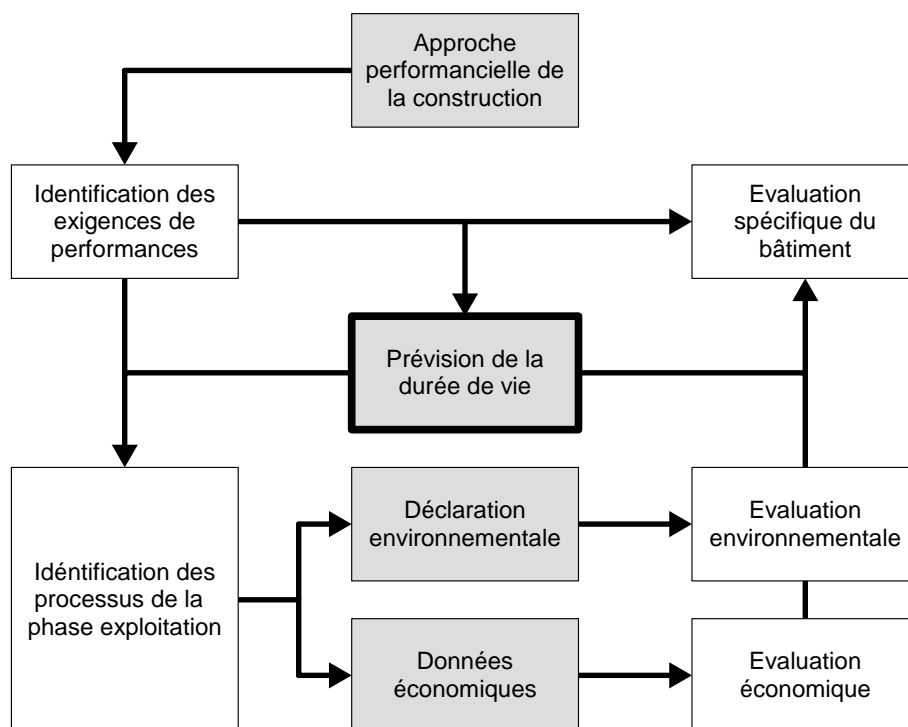 Approche
performancielle de
la construction
Identification des
exigences de
performances
Evaluation
spécifique du
bâtiment
Prévision de la
durée de vie
Idéntification des
processus de la
phase exploitation
Déclaration
environnementale
Evaluation
environnementale
Données
économiques
Evaluation
économique